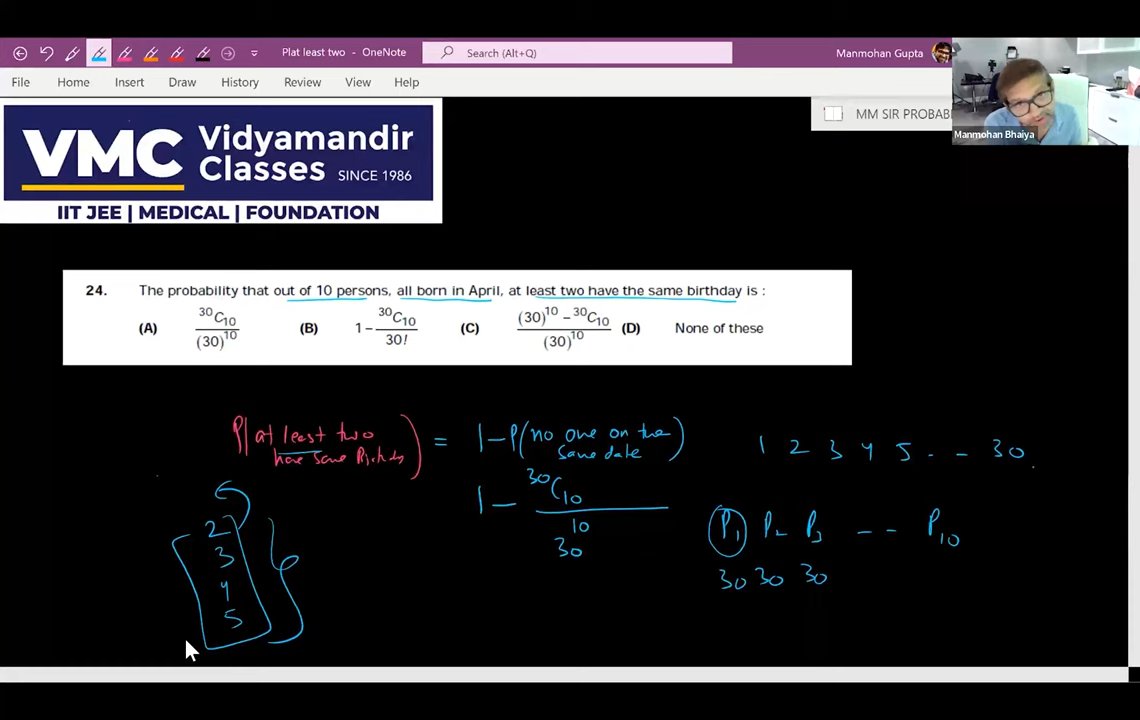 Plat least two - OneNote
Search (Alt+Q)
Manmohan Gupta
File Home Insert Draw History Review View Help
MM SIR PROBAB
Manmohan Bhaiya
VMC Vidyamandir Classes SINCE 1986
IIT JEE | MEDICAL | FOUNDATION
24. The probability that out of 10 persons, all born in April, at least two have the same birthday is :
(A) ³⁰C₁₀ / (30)¹⁰ (B) 1 – ³⁰C₁₀ / 30! (C) (30)¹⁰ – ³⁰C₁₀ / (30)¹⁰ (D) None of these
P(at least two have same ) = 1 – P(no one on the same date)
1 2 3 4 5 . – 30
1 – ³⁰C₁₀ / 30¹⁰
P₁ P₂ P₃ – – P₁₀
30 30 30
2
3
4
5